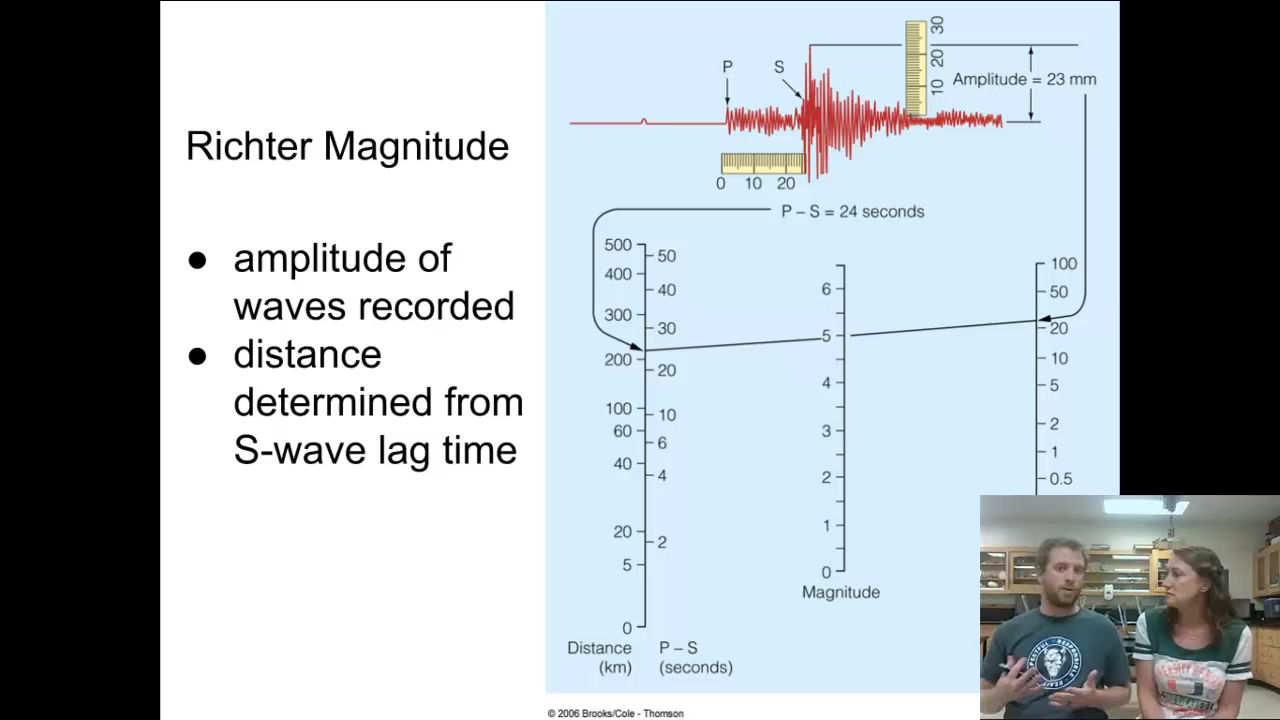 Richter Magnitude
● amplitude of
waves recorded
● distance
determined from
S-wave lag time
P
S
30
20
10
Amplitude = 23 mm
0 10 20
P – S = 24 seconds
500
400
300
200
100
60
40
20
5
0
50
40
30
20
10
6
4
2
Distance
(km)
P – S
(seconds)
6
5
4
3
2
1
0
Magnitude
100
50
20
10
5
2
1
0.5
© 2006 Brooks/Cole - Thomson